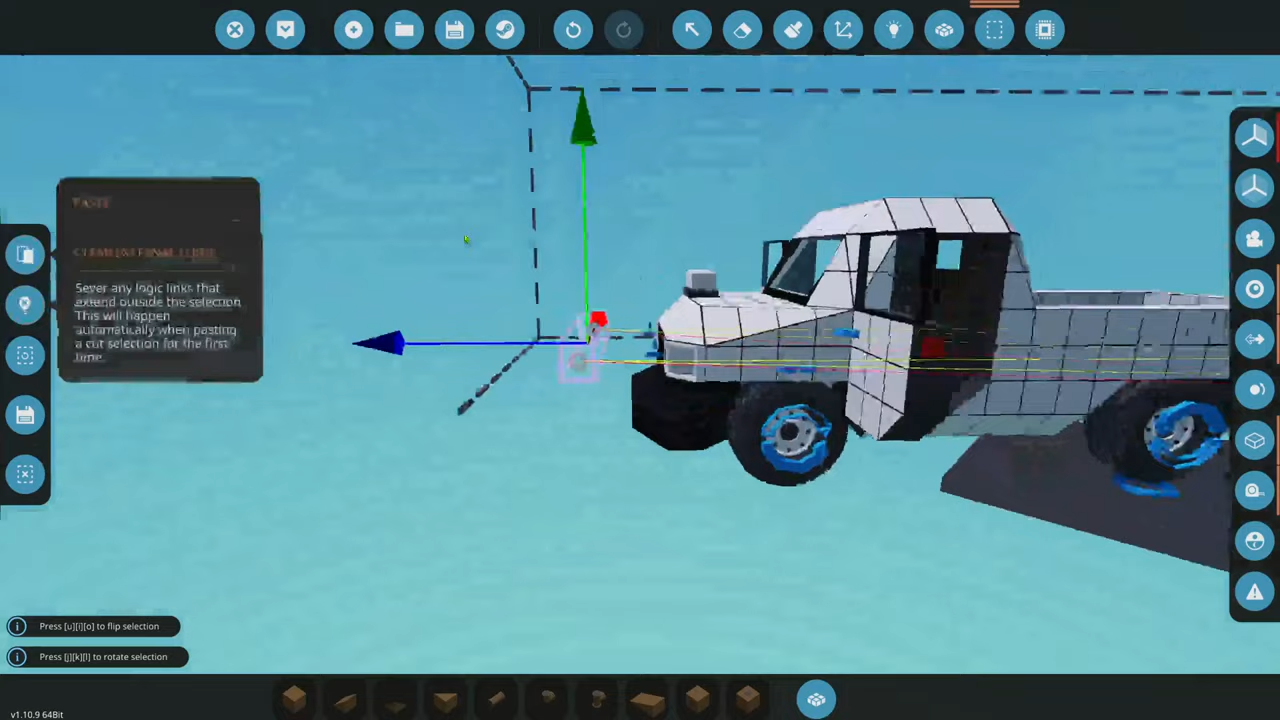 PASTE
Sever any logic links that
extend outside the selection
This will happen
automatically when pasting
a cut selection for the first
time.
Press [u][i][o] to flip selection
Press [j][k][l] to rotate selection
v1.10.9 64Bit